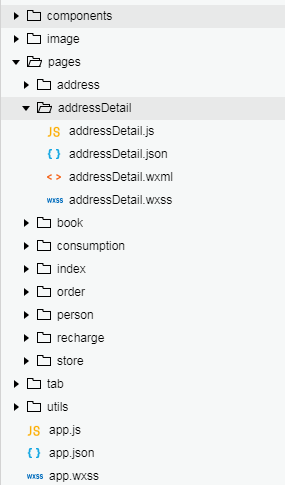 components
image
pages
address
addressDetail
JS addressDetail.js
{ } addressDetail.json
< > addressDetail.wxml
wxss addressDetail.wxss
book
consumption
index
order
person
recharge
store
tab
utils
JS app.js
{ } app.json
wxss app.wxss